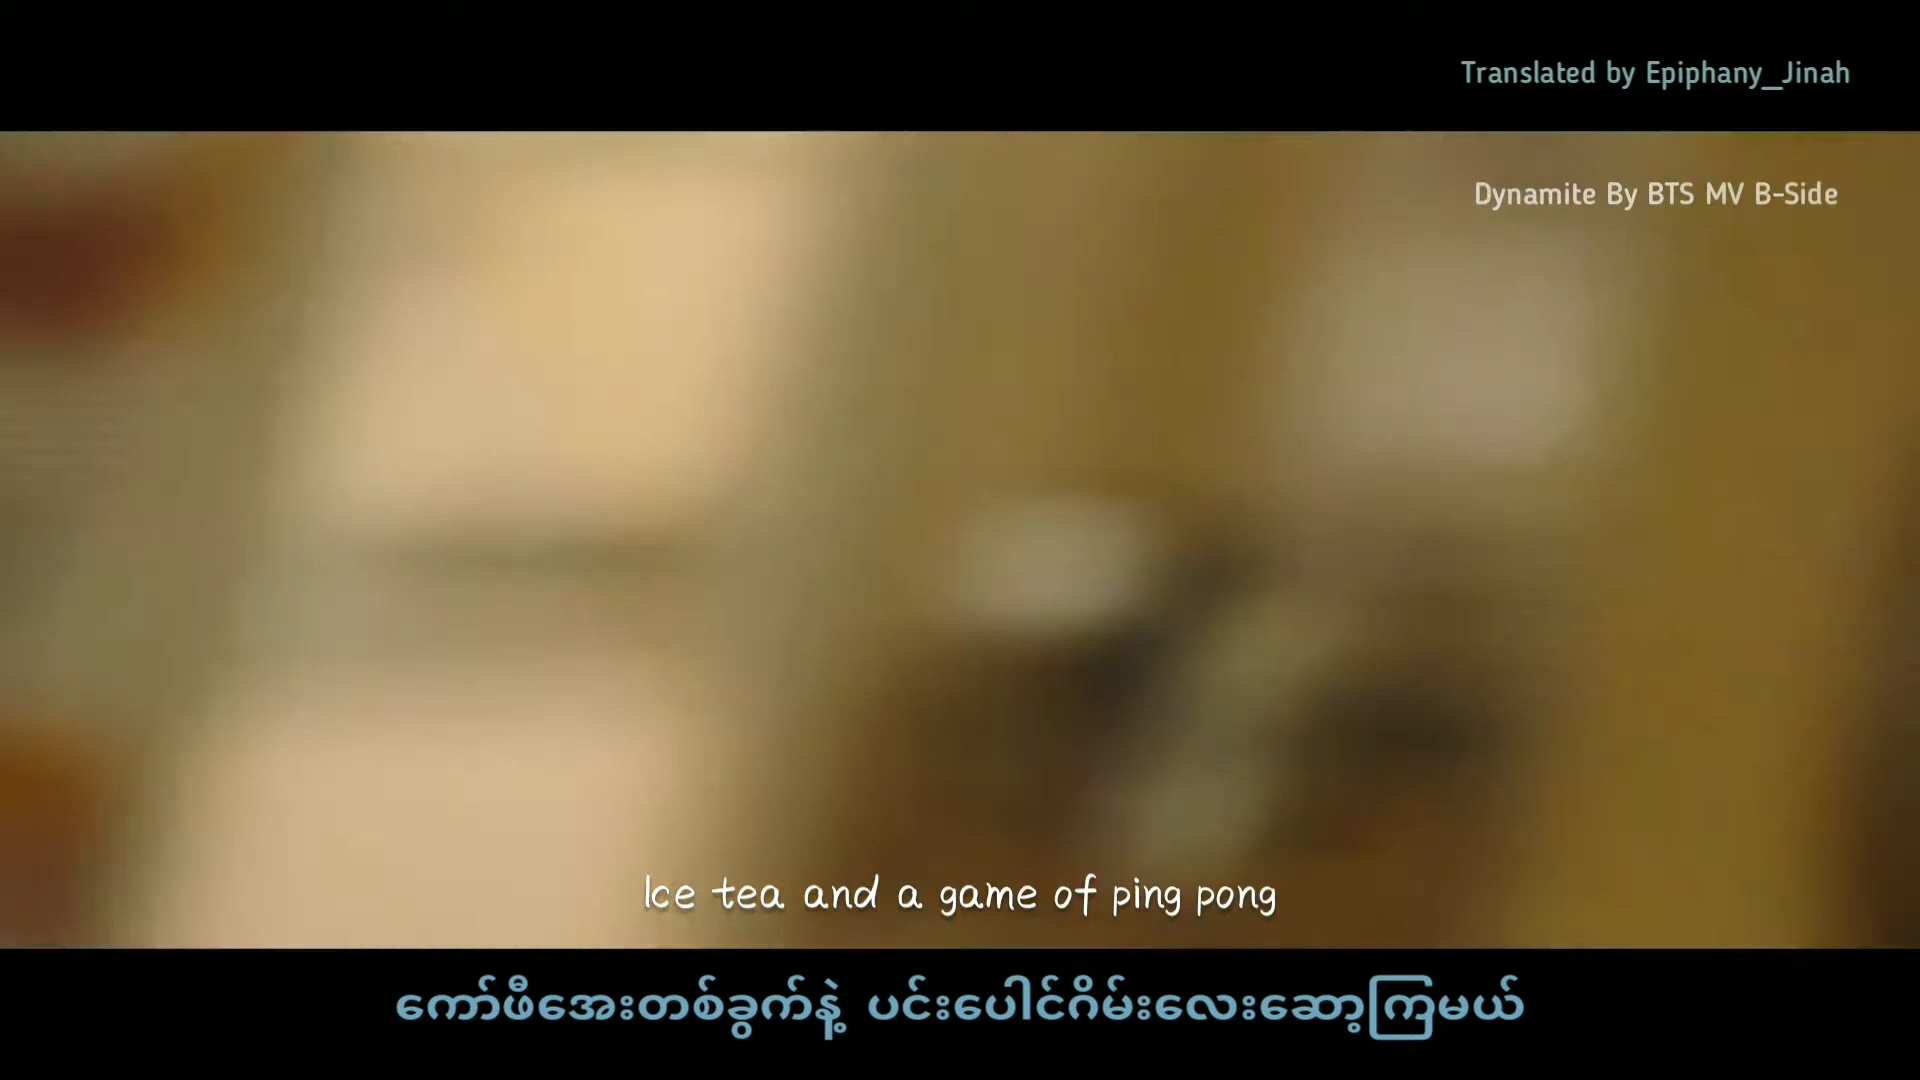 Translated by Epiphany_Jinah
Dynamite By BTS MV B-Side
Ice tea and a game of ping pong
ကော်ဖီအေးတစ်ခွက်နဲ့ ပင်းပေါင်ဂိမ်းလေးဆော့ကြမယ်